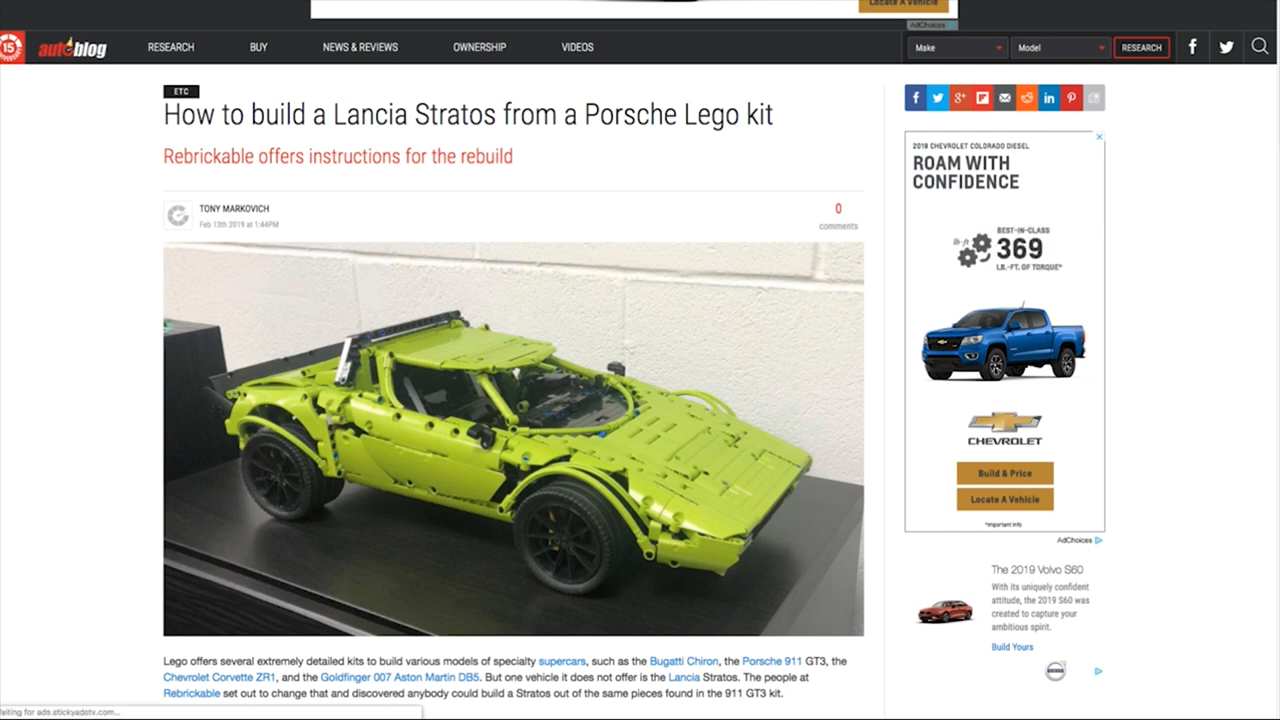 Locate A Vehicle
AdChoices
15
autoblog
RESEARCH
BUY
NEWS & REVIEWS
OWNERSHIP
VIDEOS
Make
Model
RESEARCH
ETC
How to build a Lancia Stratos from a Porsche Lego kit
Rebrickable offers instructions for the rebuild
TONY MARKOVICH
Feb 13th 2019 at 1:44PM
0
comments
Lego offers several extremely detailed kits to build various models of specialty supercars, such as the Bugatti Chiron, the Porsche 911 GT3, the
Chevrolet Corvette ZR1, and the Goldfinger 007 Aston Martin DB5. But one vehicle it does not offer is the Lancia Stratos. The people at
Rebrickable set out to change that and discovered anybody could build a Stratos out of the same pieces found in the 911 GT3 kit.
2019 CHEVROLET COLORADO DIESEL
ROAM WITH
CONFIDENCE
lb-ft
BEST-IN-CLASS
369
LB.-FT. OF TORQUE*
CHEVROLET
Build & Price
Locate A Vehicle
*Important Info
AdChoices
The 2019 Volvo S60
With its uniquely confident
attitude, the 2019 S60 was
created to capture your
ambitious spirit.
Build Yours
aiting for ads.stickyadstv.com...